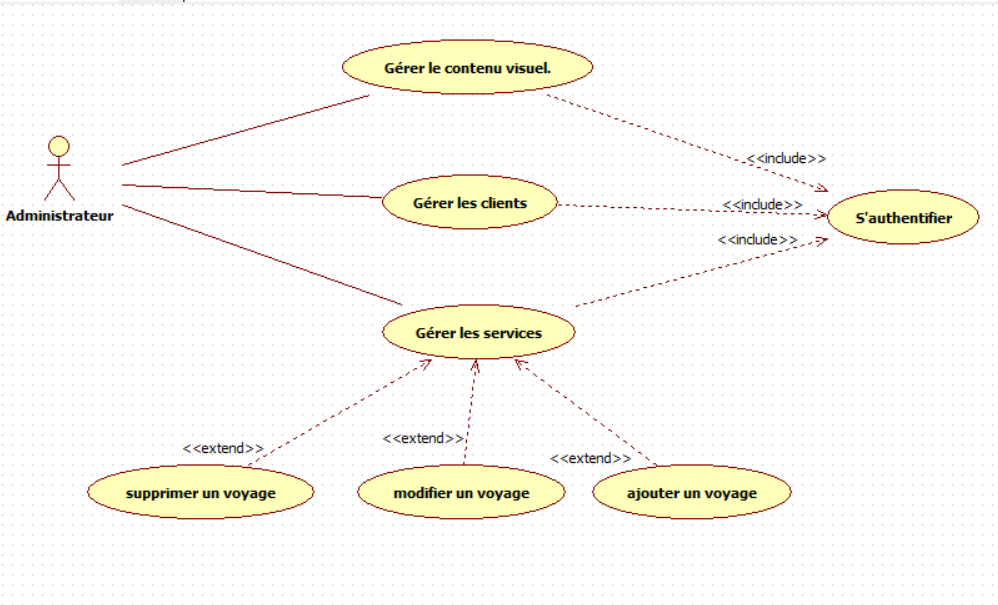 Gérer le contenu visuel.
<<include>>
Gérer les clients
<<include>>
Administrateur
S'authentifier
<<include>>
Gérer les services
<<extend>>
<<extend>>
<<extend>>
supprimer un voyage
modifier un voyage
ajouter un voyage